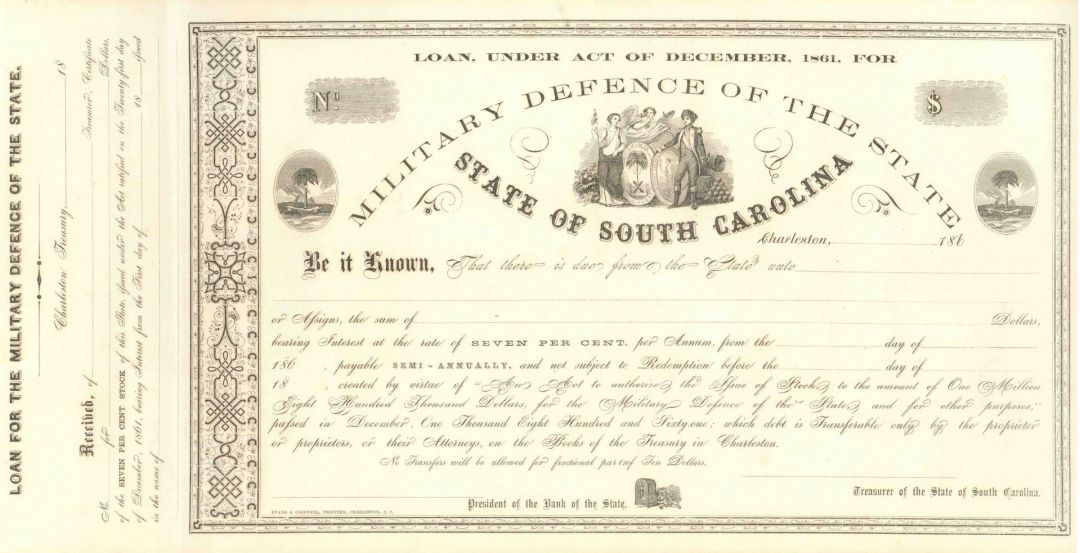 LOAN FOR THE MILITARY DEFENCE OF THE STATE.
Charleston Treasury, 18
Received, of Treasurer, Certificate
No. for Dollars,
of the SEVEN PER CENT STOCK of this State, issued under the Act ratified on the Twenty first day
of December, 1861, bearing Interest from the First day of 18 issued
in the name of
LOAN, UNDER ACT OF DECEMBER, 1861. FOR
No $
MILITARY DEFENCE OF THE STATE
STATE OF SOUTH CAROLINA
Charleston, 186
Be it Known, That there is due from the State unto
or Assigns, the sum of Dollars,
bearing Interest at the rate of SEVEN PER CENT. per Annum, from the day of
186 , payable SEMI-ANNUALLY, and not subject to Redemption before the day of
18 , created by virtue of "An Act to authorize the Issue of Stock, to the amount of One Million
Eight Hundred Thousand Dollars, for the Military Defence of the State, and for other purposes,"
passed in December, One Thousand Eight Hundred and Sixty one: which debt is Transferable only by the proprietor
or proprietors, or their Attorneys, on the Books of the Treasury in Charleston.
No Transfers will be allowed for fractional part of Ten Dollars.
President of the Bank of the State. Treasurer of the State of South Carolina.
EVANS & COGSWELL, PRINTERS, CHARLESTON, S. C.